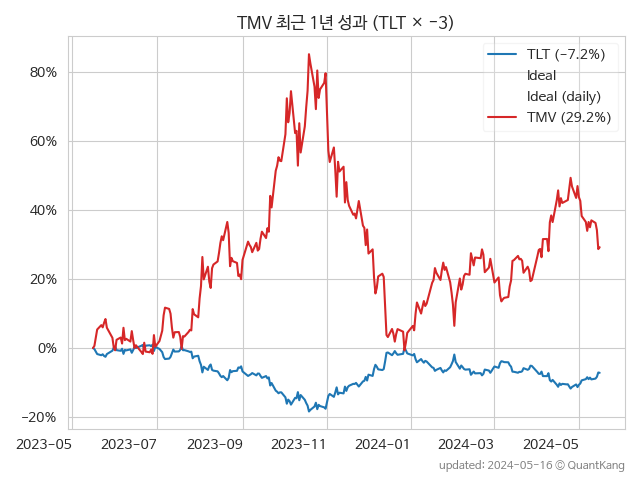 TMV 최근 1년 성과 (TLT × −3)
TLT (−7.2%)
Ideal
Ideal (daily)
TMV (29.2%)
80%
60%
40%
20%
0%
−20%
2023-05
2023-07
2023-09
2023-11
2024-01
2024-03
2024-05
updated: 2024-05-16 © QuantKang